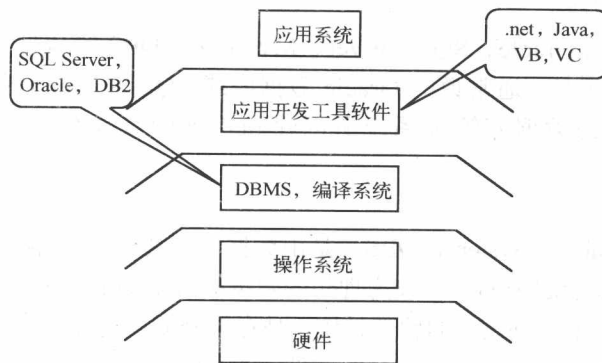 应用系统
.net, Java,
VB, VC
SQL Server,
Oracle, DB2
应用开发工具软件
DBMS, 编译系统
操作系统
硬件